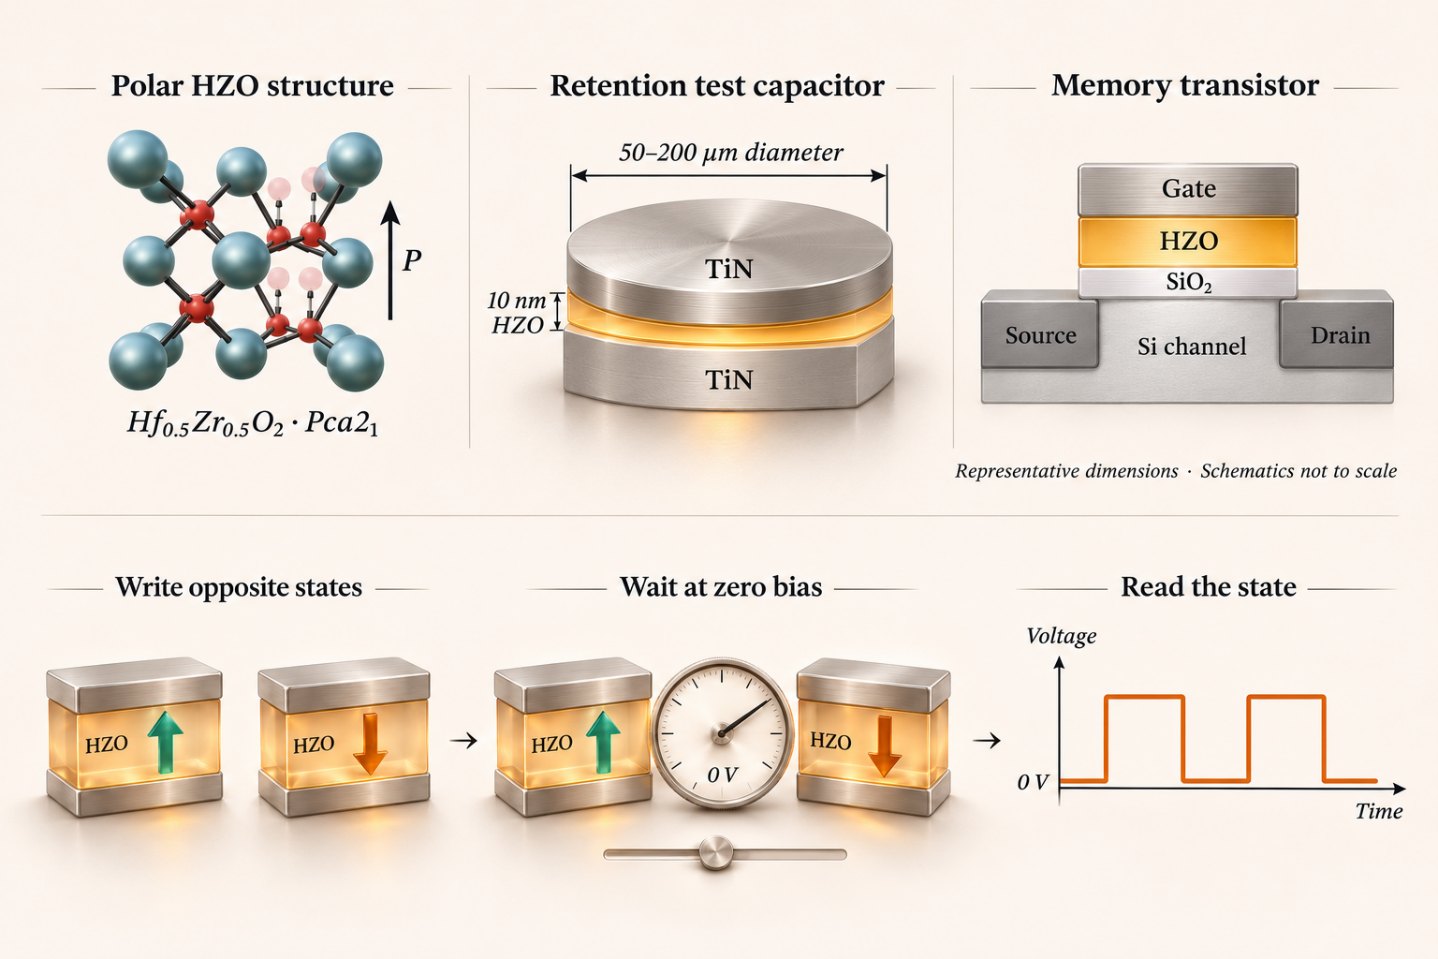 Polar HZO structure
P
Hf₀.₅Zr₀.₅O₂ · Pca2₁
Retention test capacitor
50–200 µm diameter
TiN
10 nm
HZO
TiN
Memory transistor
Gate
HZO
SiO₂
Source
Si channel
Drain
Representative dimensions · Schematics not to scale
Write opposite states
HZO
HZO
Wait at zero bias
HZO
0 V
HZO
Read the state
Voltage
0 V
Time